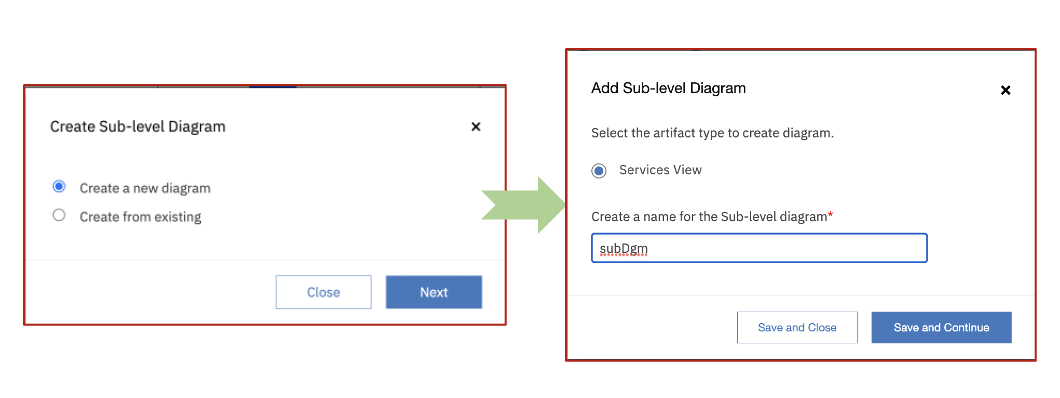 Create Sub-level Diagram
Create a new diagram
Create from existing
Close
Next
Add Sub-level Diagram
Select the artifact type to create diagram.
Services View
Create a name for the Sub-level diagram*
subDgm
Save and Close
Save and Continue